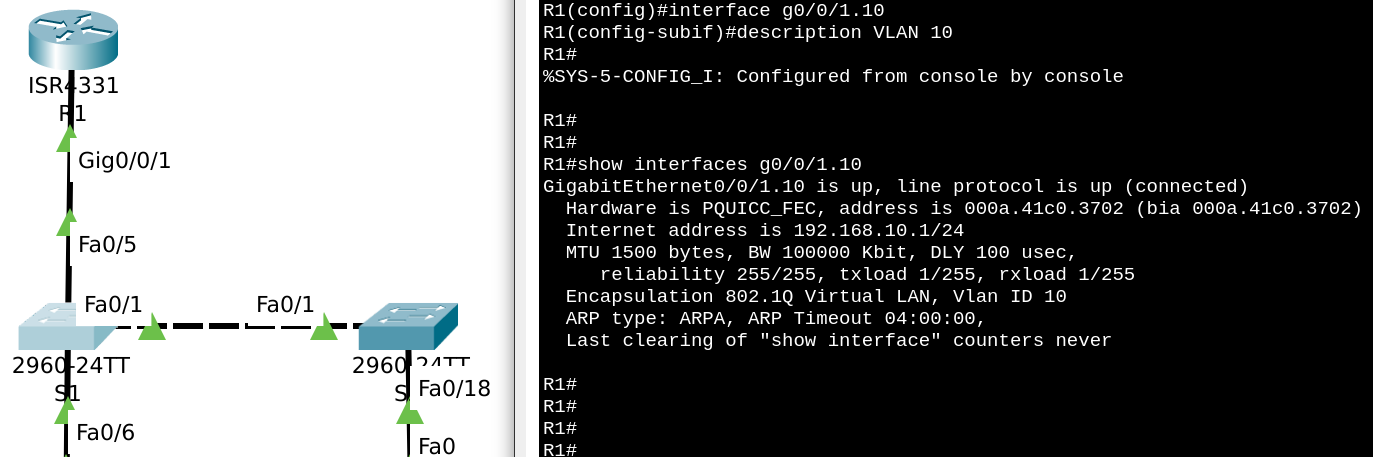 ISR4331
R1
Gig0/0/1
Fa0/5
Fa0/1
Fa0/1
2960-24TT
S1
2960-24TT
S
Fa0/18
Fa0/6
Fa0
R1(config)#interface g0/0/1.10
R1(config-subif)#description VLAN 10
R1#
%SYS-5-CONFIG_I: Configured from console by console
R1#
R1#
R1#show interfaces g0/0/1.10
GigabitEthernet0/0/1.10 is up, line protocol is up (connected)
Hardware is PQUICC_FEC, address is 000a.41c0.3702 (bia 000a.41c0.3702)
Internet address is 192.168.10.1/24
MTU 1500 bytes, BW 100000 Kbit, DLY 100 usec,
reliability 255/255, txload 1/255, rxload 1/255
Encapsulation 802.1Q Virtual LAN, Vlan ID 10
ARP type: ARPA, ARP Timeout 04:00:00,
Last clearing of "show interface" counters never
R1#
R1#
R1#
R1#